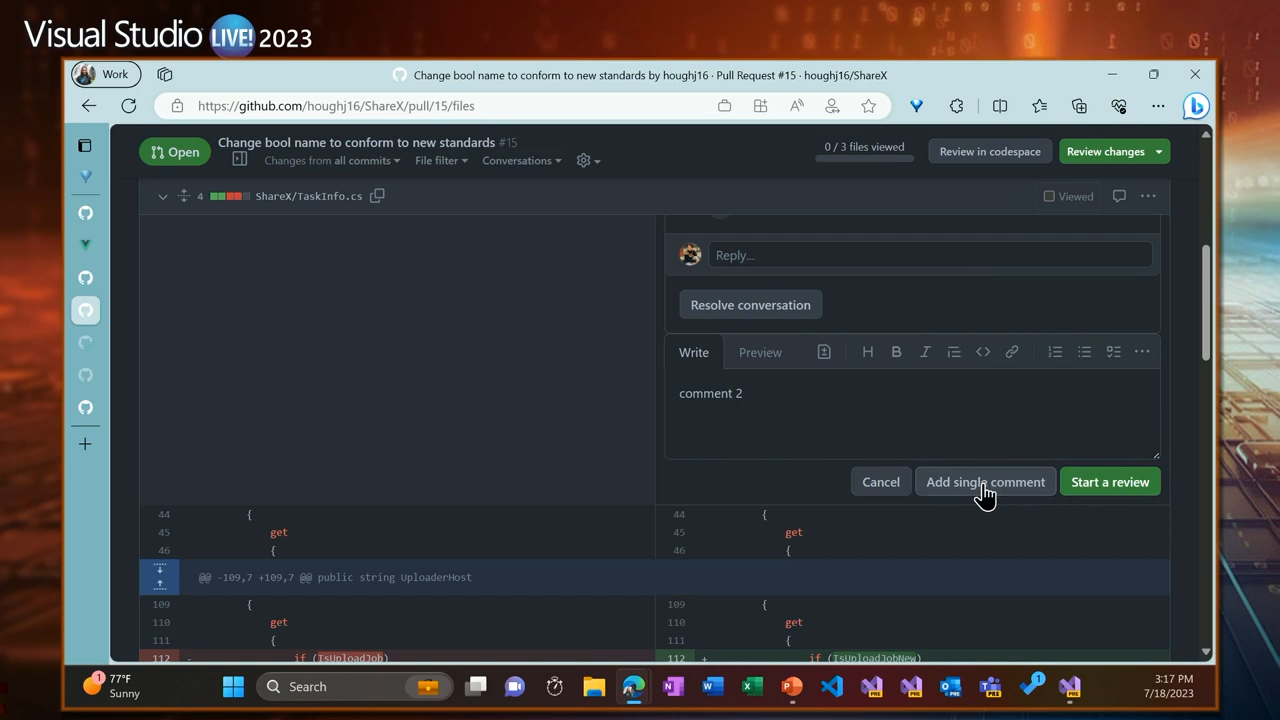 Visual Studio LIVE! 2023
Work
Change bool name to conform to new standards by houghj16 · Pull Request #15 · houghj16/ShareX
https://github.com/houghj16/ShareX/pull/15/files
Open
Change bool name to conform to new standards #15
Changes from all commits
File filter
Conversations
0 / 3 files viewed
Review in codespace
Review changes
4
ShareX/TaskInfo.cs
Viewed
Reply...
Resolve conversation
Write
Preview
H B I
comment 2
Cancel
Add single comment
Start a review
44 { 44 {
45 get 45 get
46 { 46 {
@@ -109,7 +109,7 @@ public string UploaderHost
109 { 109 {
110 get 110 get
111 { 111 {
112 - if (IsUploadJob) 112 + if (IsUploadJobNew)
1
77°F
Sunny
Search
PRE
PRE
1
PRE
3:17 PM
7/18/2023